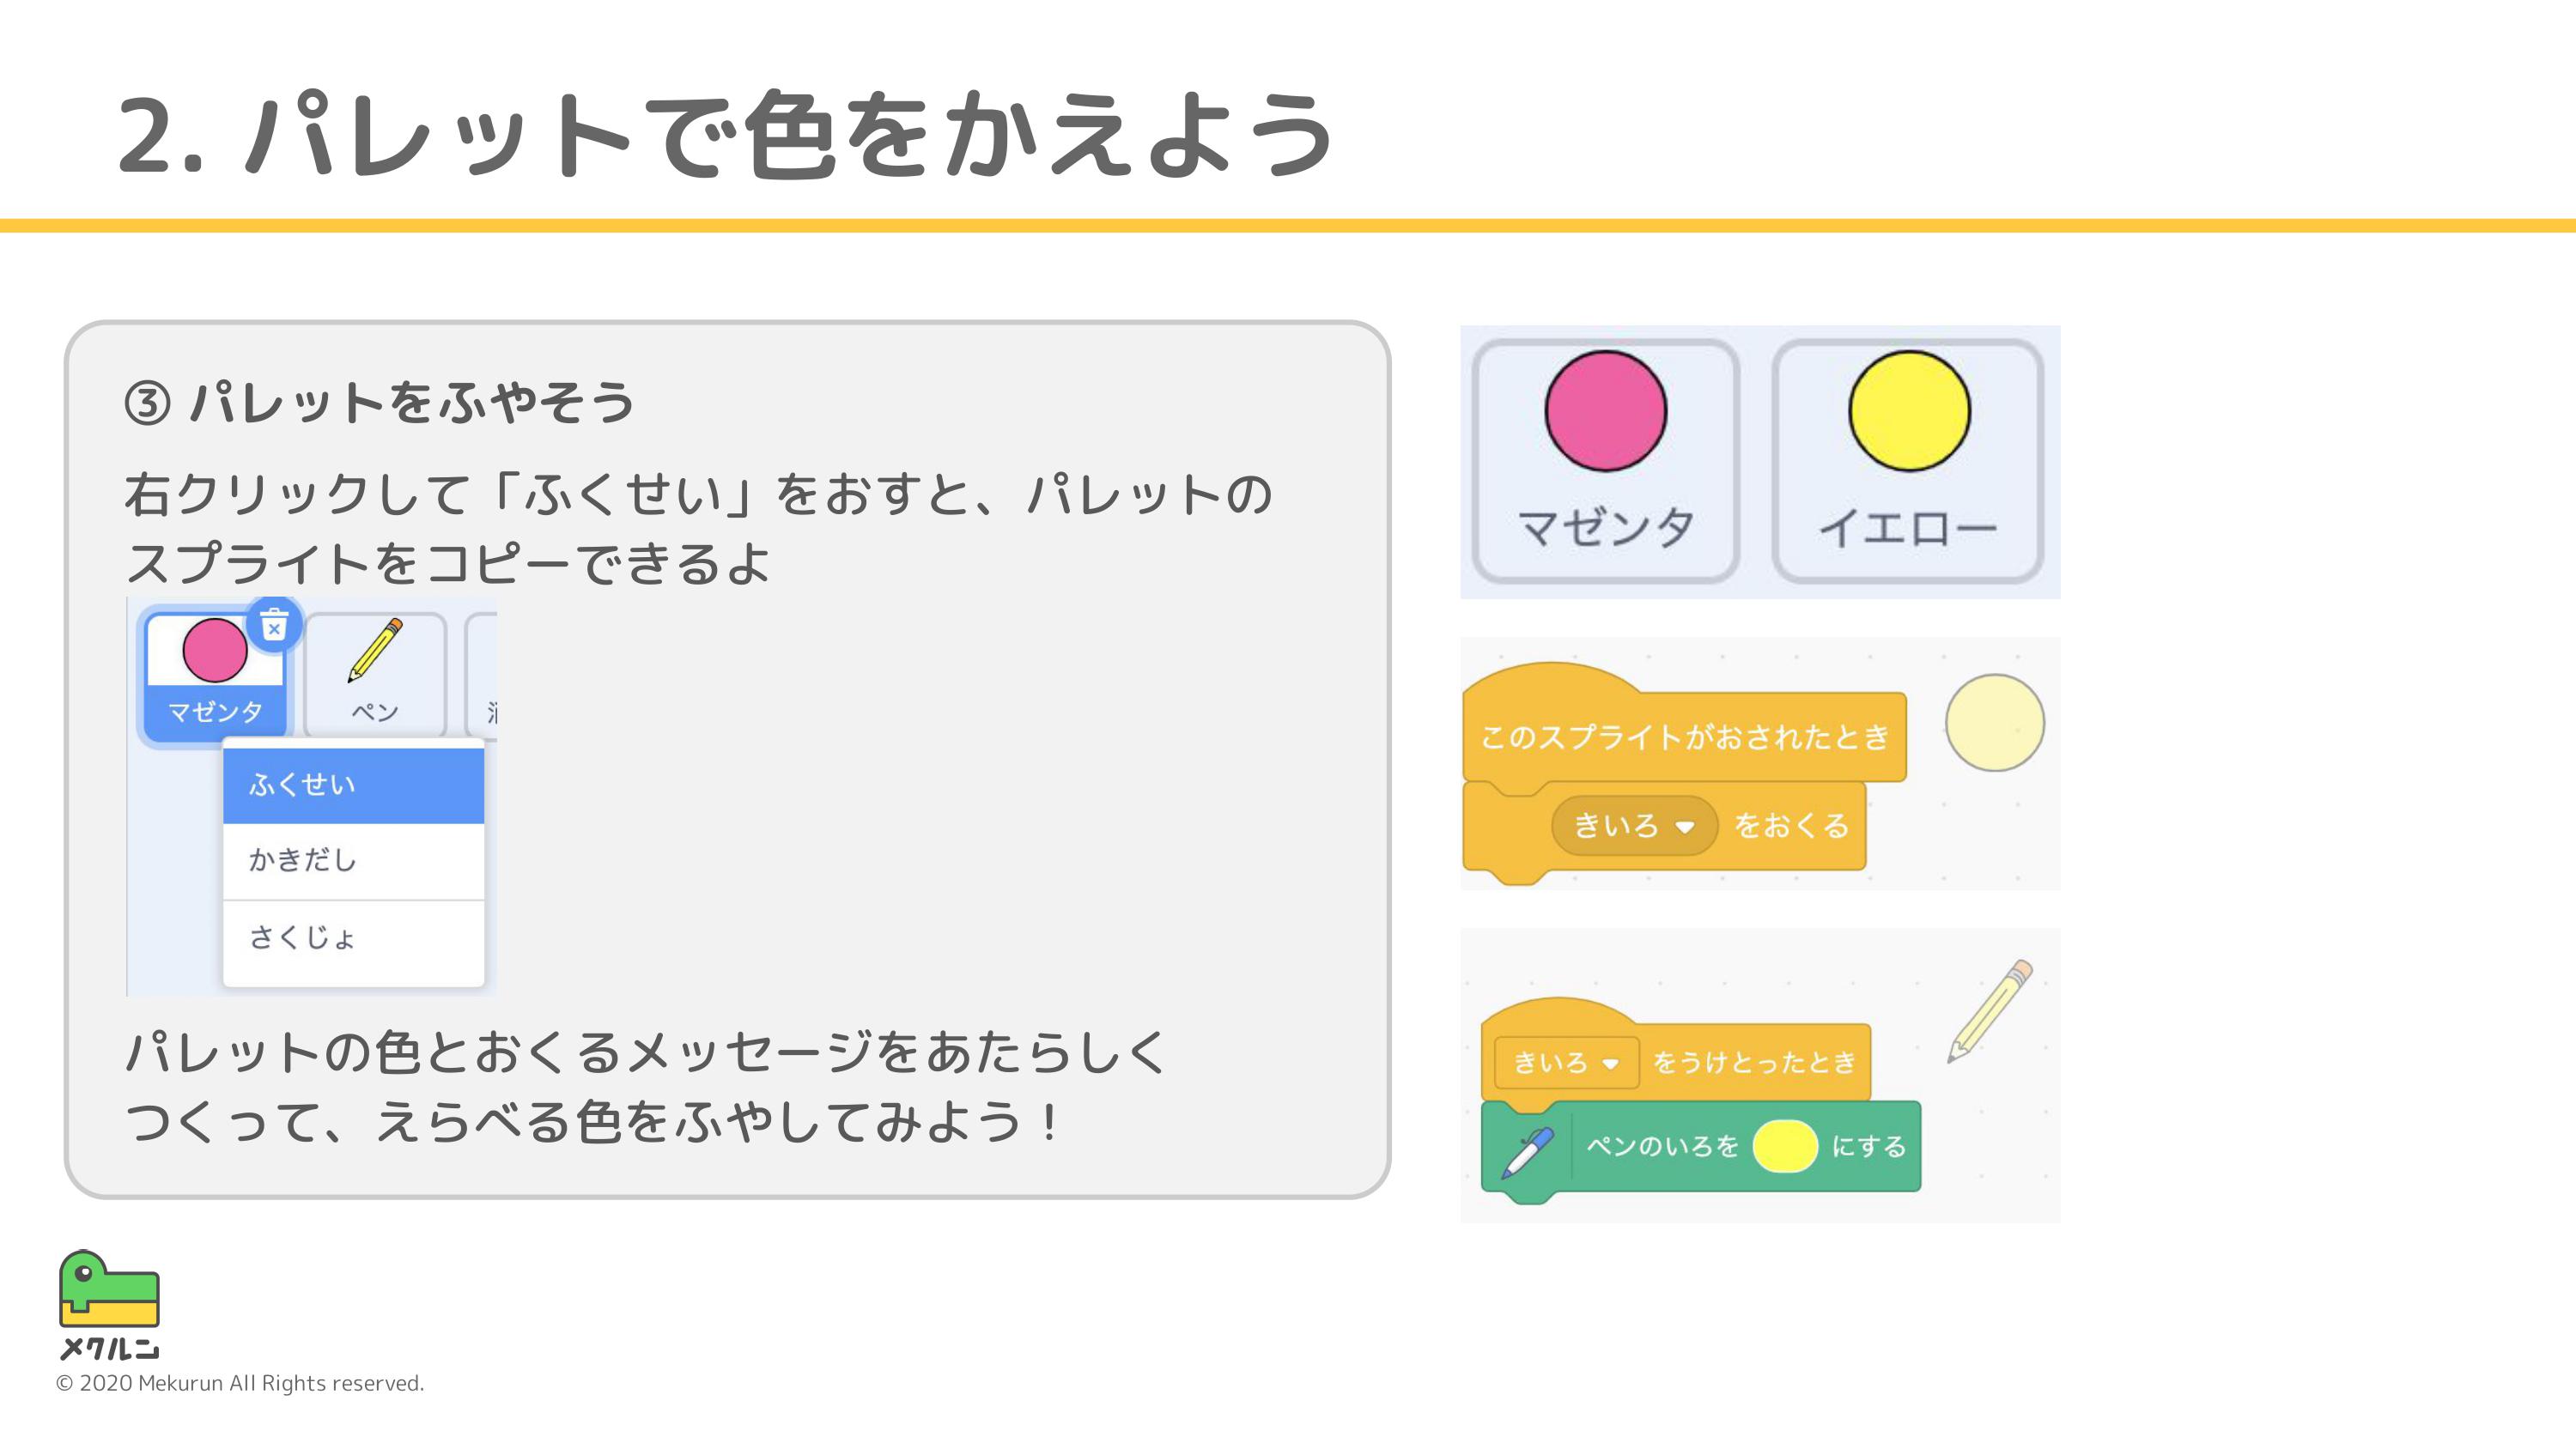 2. パレットで色をかえよう
③ パレットをふやそう
右クリックして「ふくせい」をおすと、パレットの
スプライトをコピーできるよ
マゼンタ
ペン
ふくせい
かきだし
さくじょ
パレットの色とおくるメッセージをあたらしく
つくって、えらべる色をふやしてみよう！
マゼンタ
イエロー
このスプライトがおされたとき
きいろ をおくる
きいろ をうけとったとき
ペンのいろを にする
メクルン
© 2020 Mekurun All Rights reserved.